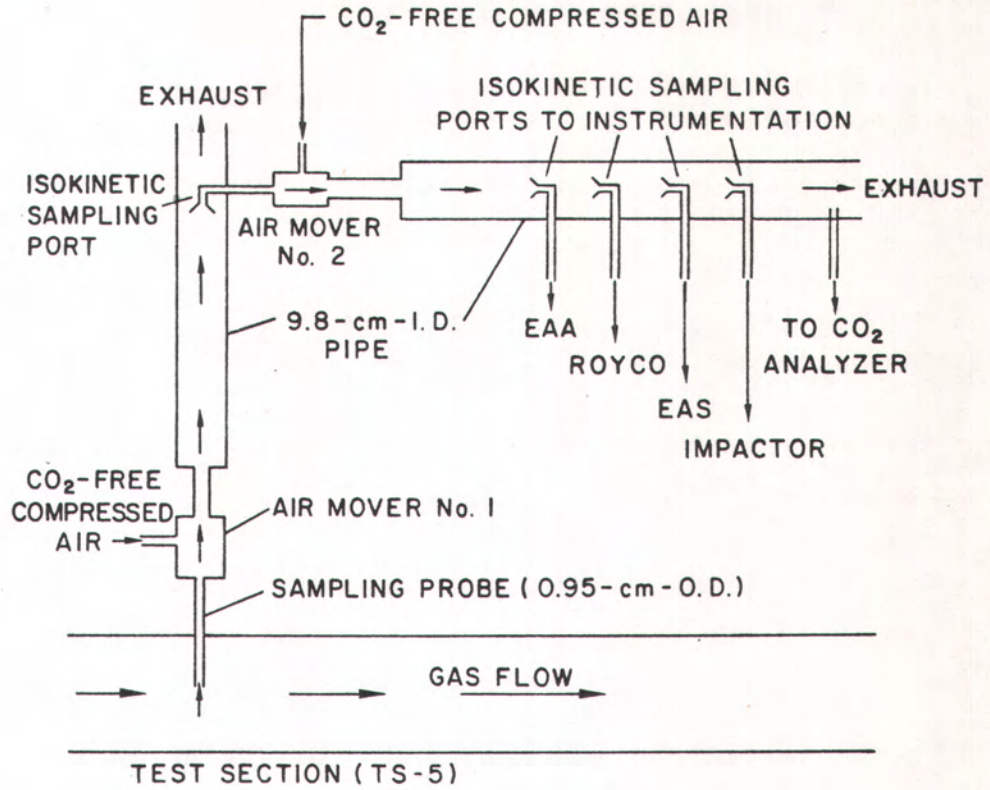 CO₂-FREE COMPRESSED AIR
EXHAUST
ISOKINETIC SAMPLING
PORTS TO INSTRUMENTATION
ISOKINETIC
SAMPLING
PORT
AIR MOVER
No. 2
EXHAUST
9.8-cm-I.D.
PIPE
EAA
ROYCO
EAS
IMPACTOR
TO CO₂
ANALYZER
CO₂-FREE
COMPRESSED
AIR
AIR MOVER No. 1
SAMPLING PROBE (0.95-cm-O.D.)
GAS FLOW
TEST SECTION (TS-5)